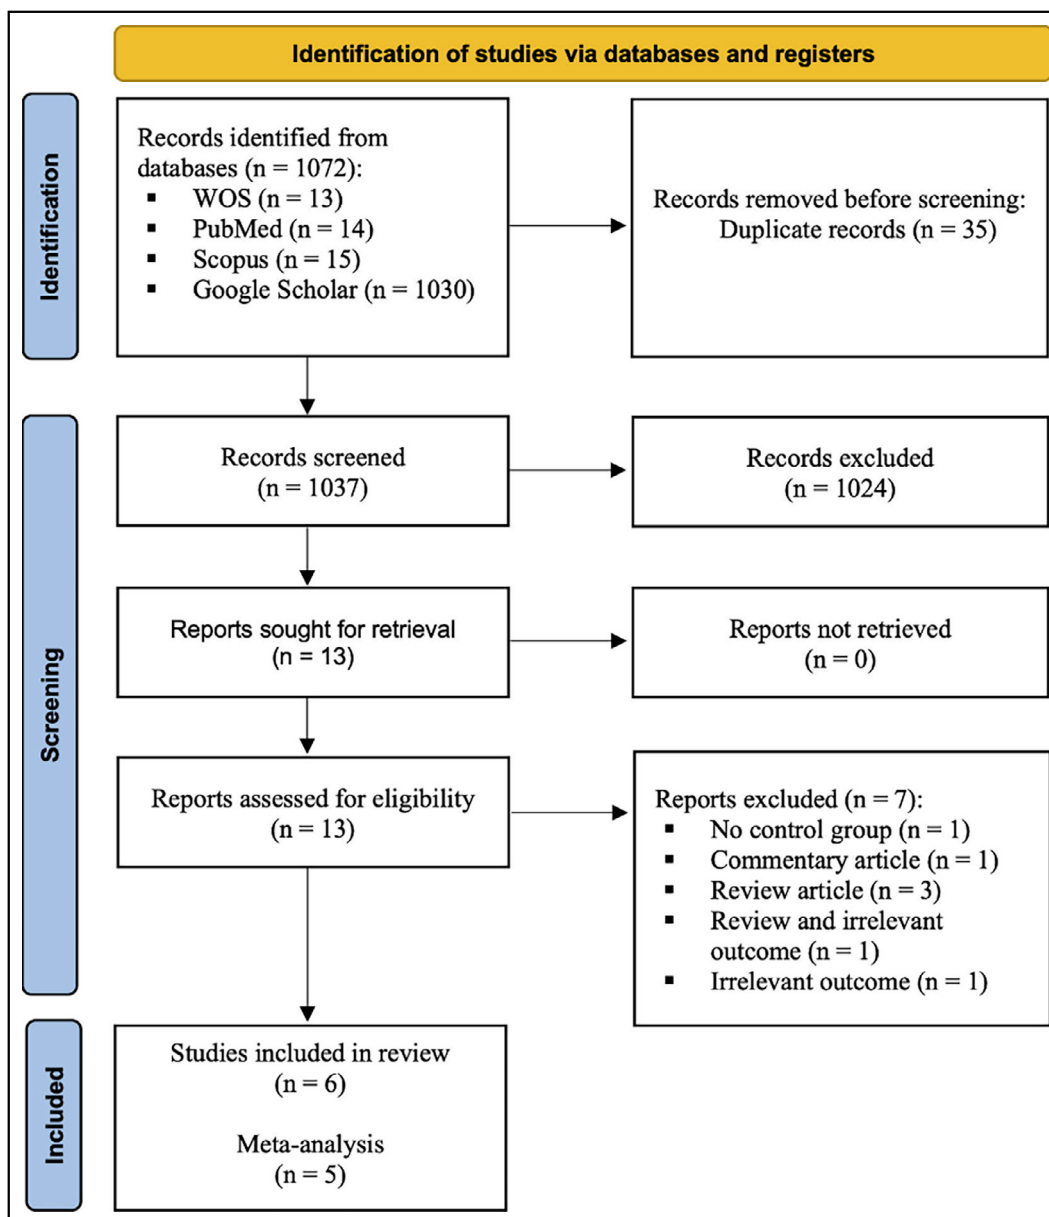 Identification of studies via databases and registers
Identification
Records identified from
databases (n = 1072):
▪ WOS (n = 13)
▪ PubMed (n = 14)
▪ Scopus (n = 15)
▪ Google Scholar (n = 1030)
Records removed before screening:
Duplicate records (n = 35)
Screening
Records screened
(n = 1037)
Records excluded
(n = 1024)
Reports sought for retrieval
(n = 13)
Reports not retrieved
(n = 0)
Reports assessed for eligibility
(n = 13)
Reports excluded (n = 7):
▪ No control group (n = 1)
▪ Commentary article (n = 1)
▪ Review article (n = 3)
▪ Review and irrelevant
outcome (n = 1)
▪ Irrelevant outcome (n = 1)
Included
Studies included in review
(n = 6)
Meta-analysis
(n = 5)